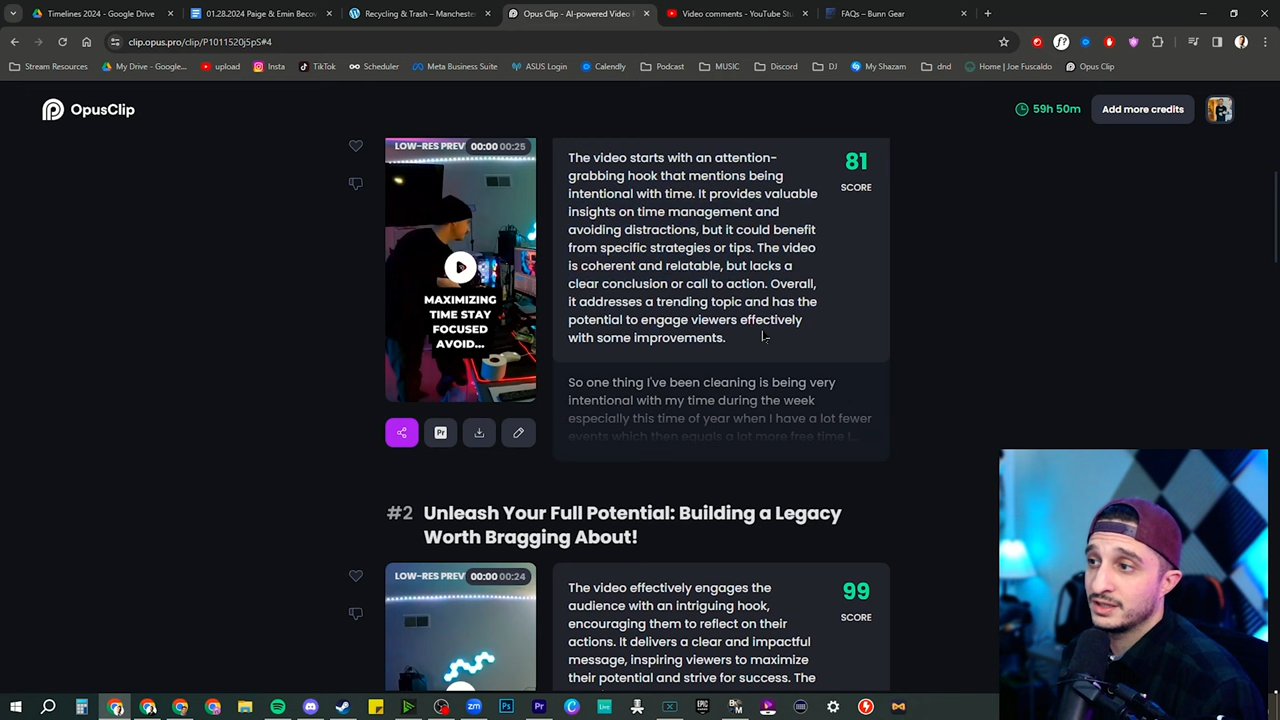 Timelines 2024 - Google Drive
01.28.2024 Paige & Emin Becov
Recycling & Trash – Mancheste
Opus Clip - AI-powered Video
Video comments - YouTube Stu
FAQs – Bunn Gear
clip.opus.pro/clip/P1011520j5pS#4
Stream Resources
My Drive - Google...
upload
Insta
TikTok
Scheduler
Meta Business Suite
ASUS Login
Calendly
Podcast
MUSIC
Discord
DJ
My Shazam
dnd
Home | Joe Fuscaldo
Opus Clip
OpusClip
59h 50m
Add more credits
LOW-RES PREV
00:00 00:25
MAXIMIZING
TIME STAY
FOCUSED
AVOID...
The video starts with an attention-
grabbing hook that mentions being
intentional with time. It provides valuable
insights on time management and
avoiding distractions, but it could benefit
from specific strategies or tips. The video
is coherent and relatable, but lacks a
clear conclusion or call to action. Overall,
it addresses a trending topic and has the
potential to engage viewers effectively
with some improvements.
81
SCORE
So one thing I've been cleaning is being very
intentional with my time during the week
especially this time of year when I have a lot fewer
events which then equals a lot more free time I...
Pr
#2 Unleash Your Full Potential: Building a Legacy
Worth Bragging About!
LOW-RES PREV
00:00 00:24
The video effectively engages the
audience with an intriguing hook,
encouraging them to reflect on their
actions. It delivers a clear and impactful
message, inspiring viewers to maximize
their potential and strive for success. The
99
SCORE